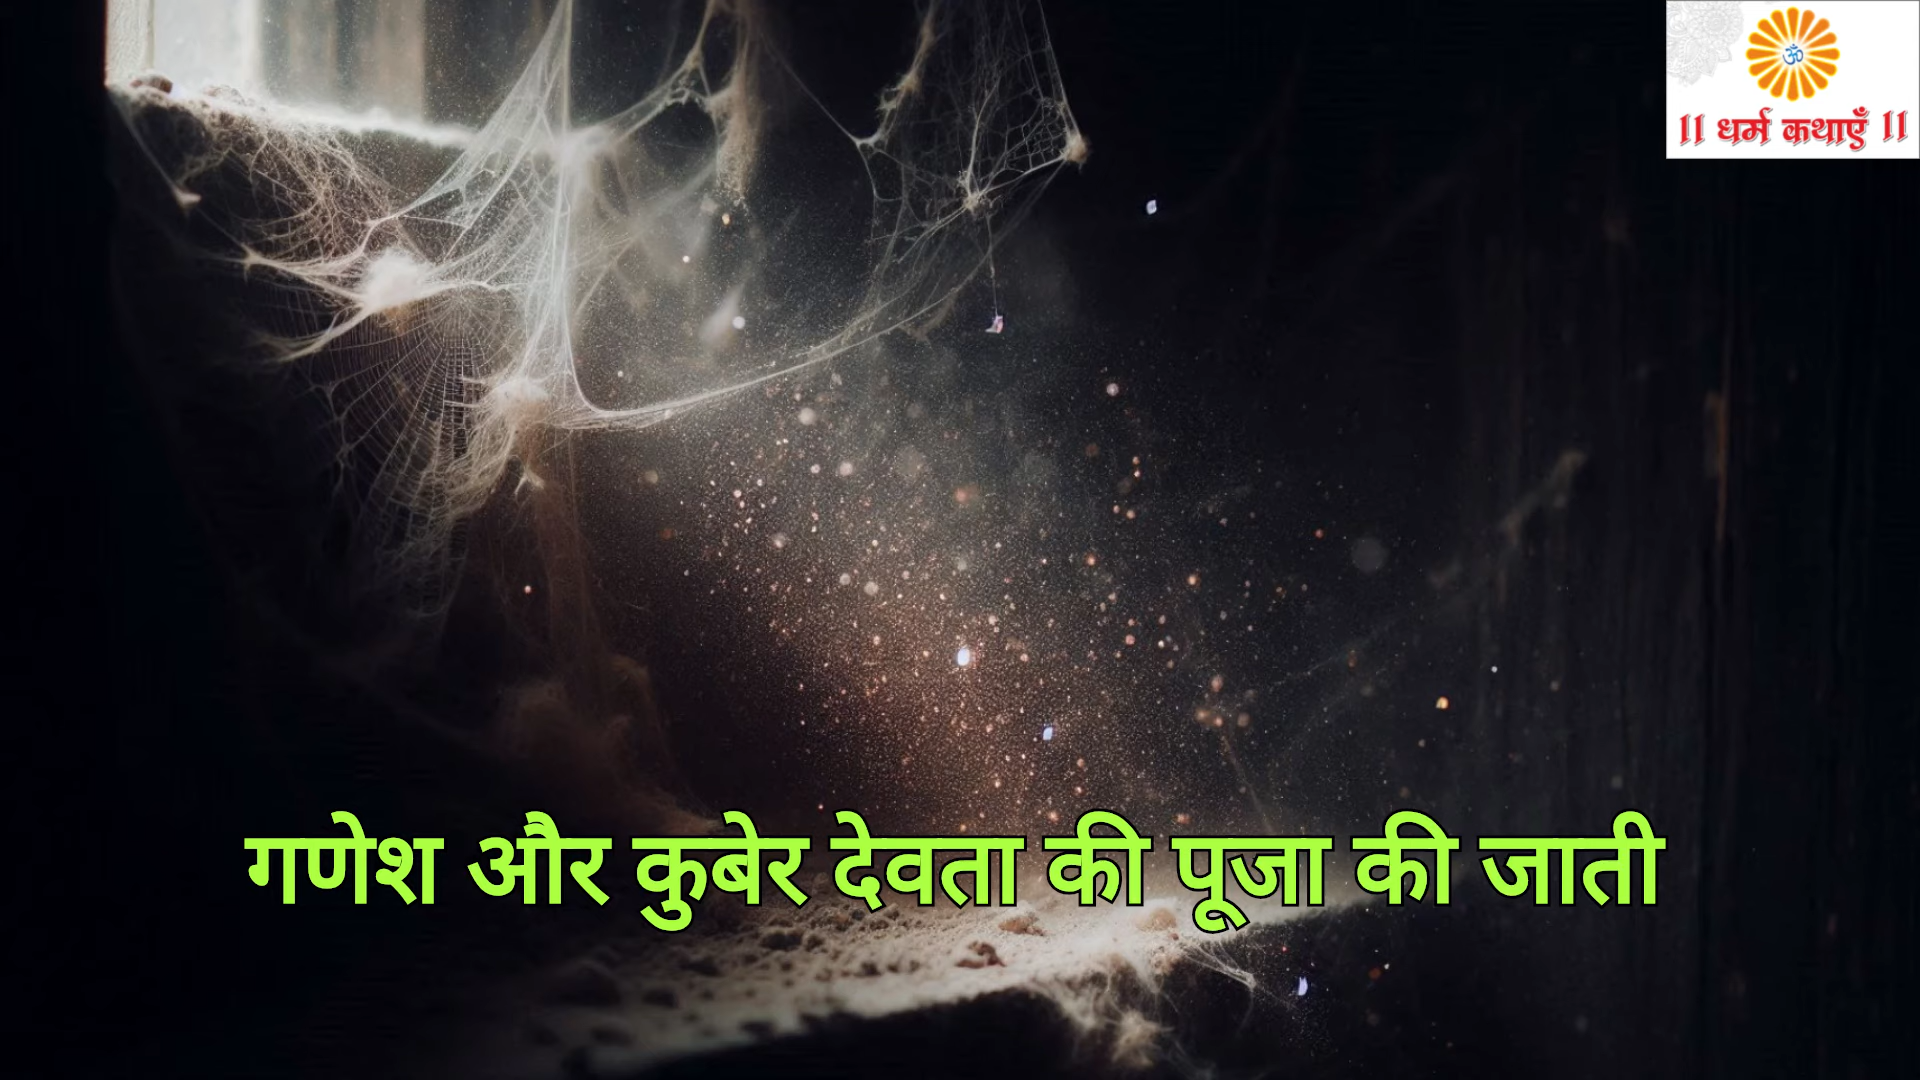 ॥ धर्म कथाएँ ॥
गणेश और कुबेर देवता की पूजा की जाती